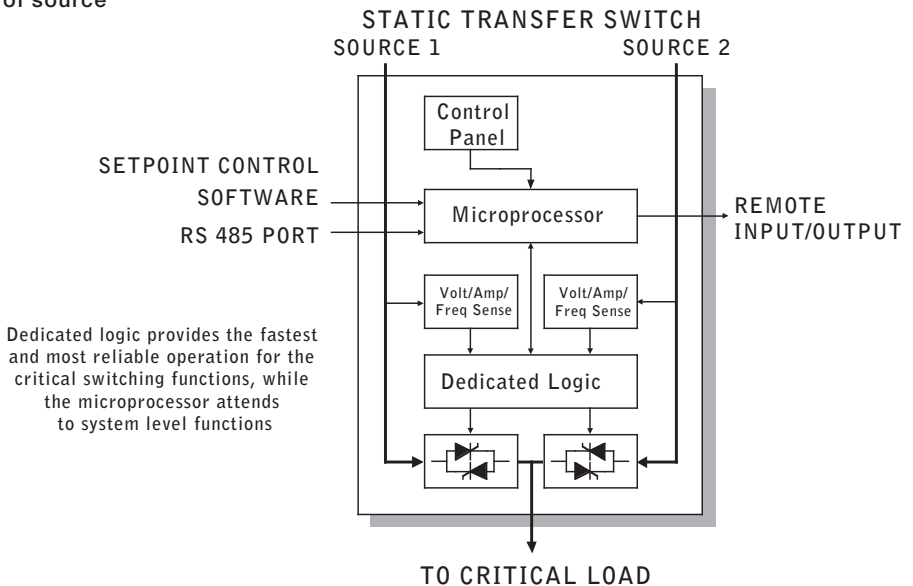 of source
STATIC TRANSFER SWITCH
SOURCE 1
SOURCE 2
Control
Panel
SETPOINT CONTROL
SOFTWARE
RS 485 PORT
Microprocessor
REMOTE
INPUT/OUTPUT
Volt/Amp/
Freq Sense
Volt/Amp/
Freq Sense
Dedicated logic provides the fastest
and most reliable operation for the
critical switching functions, while
the microprocessor attends
to system level functions
Dedicated Logic
TO CRITICAL LOAD